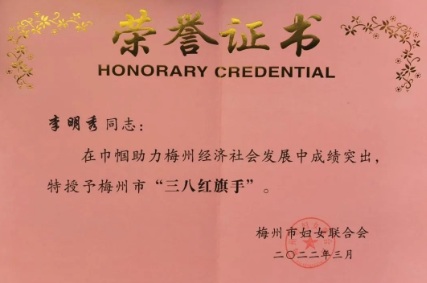 荣誉证书
HONORARY CREDENTIAL
李明秀同志：
在巾帼助力梅州经济社会发展中成绩突出，
特授予梅州市“三八红旗手”。
梅州市妇女联合会
二〇二二年三月